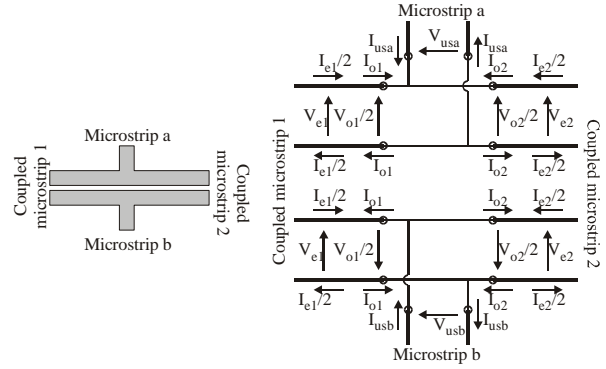 Microstrip a
Coupled
microstrip 1
Coupled
microstrip 2
Microstrip b
Microstrip a
I_usa V_usa I_usa
I_e1/2 I_o1 I_o2 I_e2/2
V_e1 V_o1/2 V_o2/2 V_e2
I_e1/2 I_o1 I_o2 I_e2/2
Coupled microstrip 1
Coupled microstrip 2
I_e1/2 I_o1 I_o2 I_e2/2
V_e1 V_o1/2 V_o2/2 V_e2
I_e1/2 I_o1 I_o2 I_e2/2
I_usb V_usb I_usb
Microstrip b